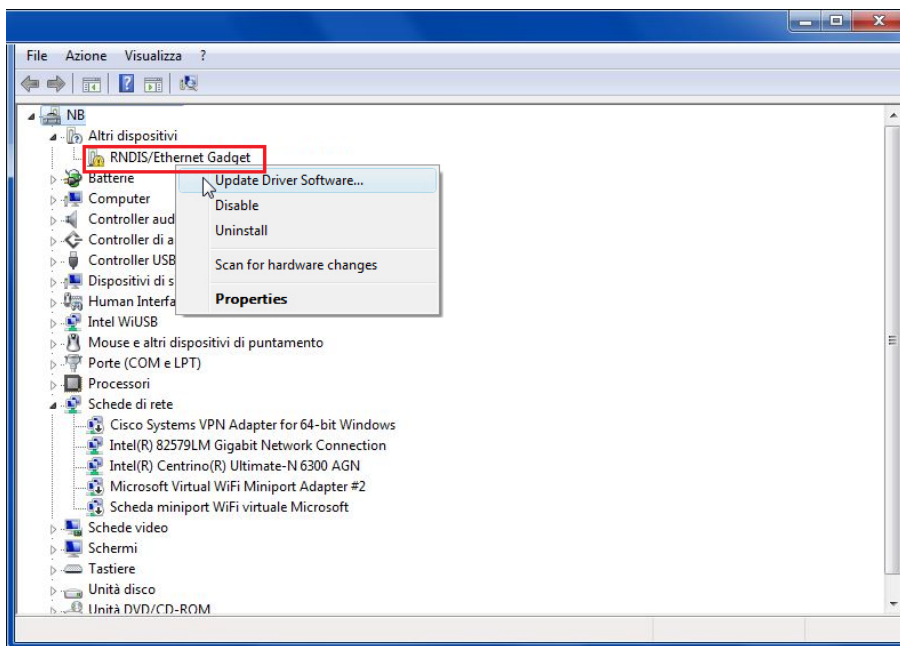 File Azione Visualizza ?
NB
Altri dispositivi
RNDIS/Ethernet Gadget
Batterie
Update Driver Software...
Computer
Disable
Controller aud
Uninstall
Controller di a
Controller USB
Scan for hardware changes
Dispositivi di s
Human Interfa
Properties
Intel WiUSB
Mouse e altri dispositivi di puntamento
Porte (COM e LPT)
Processori
Schede di rete
Cisco Systems VPN Adapter for 64-bit Windows
Intel(R) 82579LM Gigabit Network Connection
Intel(R) Centrino(R) Ultimate-N 6300 AGN
Microsoft Virtual WiFi Miniport Adapter #2
Scheda miniport WiFi virtuale Microsoft
Schede video
Schermi
Tastiere
Unità disco
Unità DVD/CD-ROM